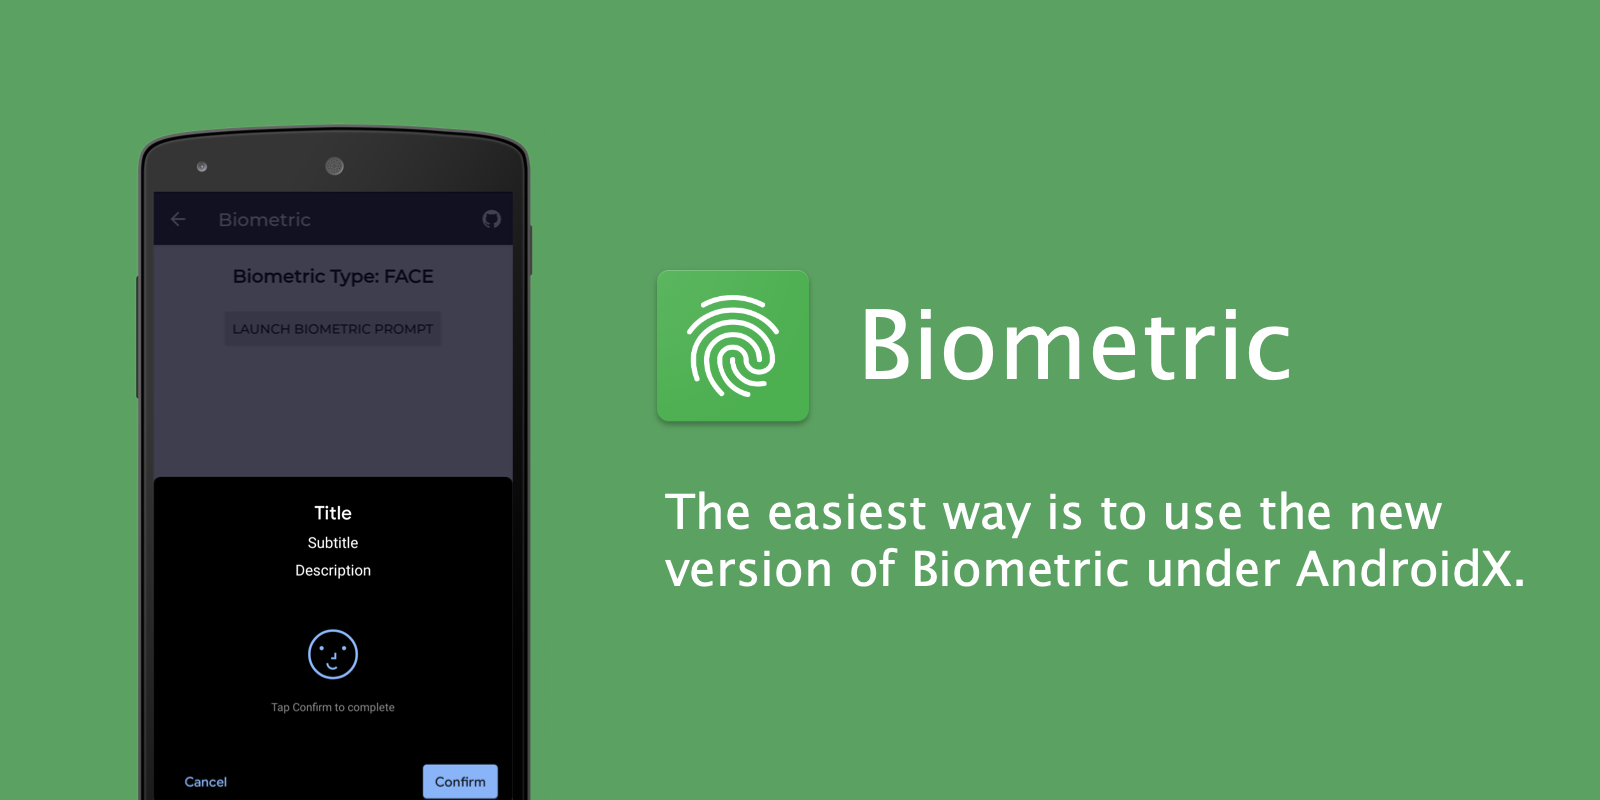 Biometric
Biometric Type: FACE
LAUNCH BIOMETRIC PROMPT
Title
Subtitle
Description
Tap Confirm to complete
Cancel
Confirm
Biometric
The easiest way is to use the new
version of Biometric under AndroidX.